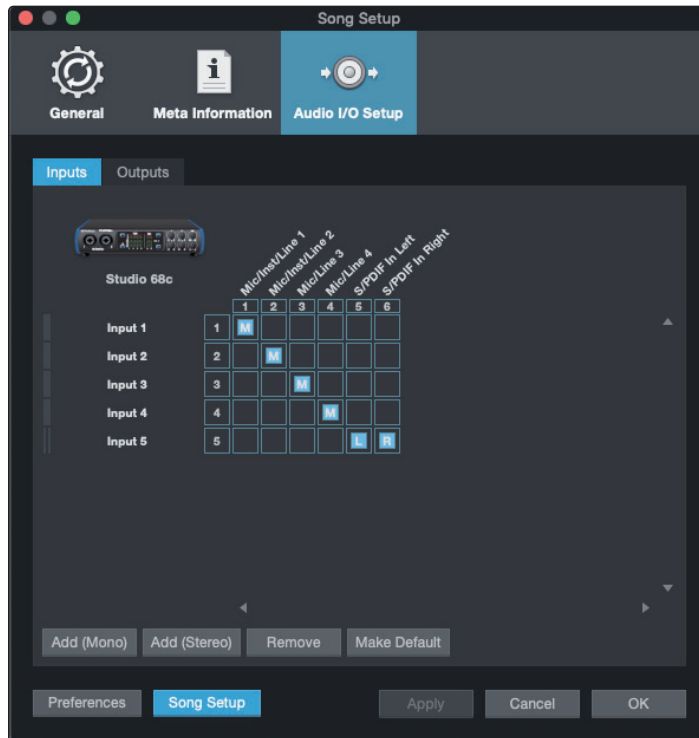 Song Setup
General
Meta Information
Audio I/O Setup
Inputs
Outputs
Studio 68c
Mic/Inst/Line 1
Mic/Inst/Line 2
Mic/Line 3
Mic/Line 4
S/PDIF In Left
S/PDIF In Right
1 2 3 4 5 6
Input 1 1 M
Input 2 2 M
Input 3 3 M
Input 4 4 M
Input 5 5 L R
Add (Mono) Add (Stereo) Remove Make Default
Preferences Song Setup Apply Cancel OK